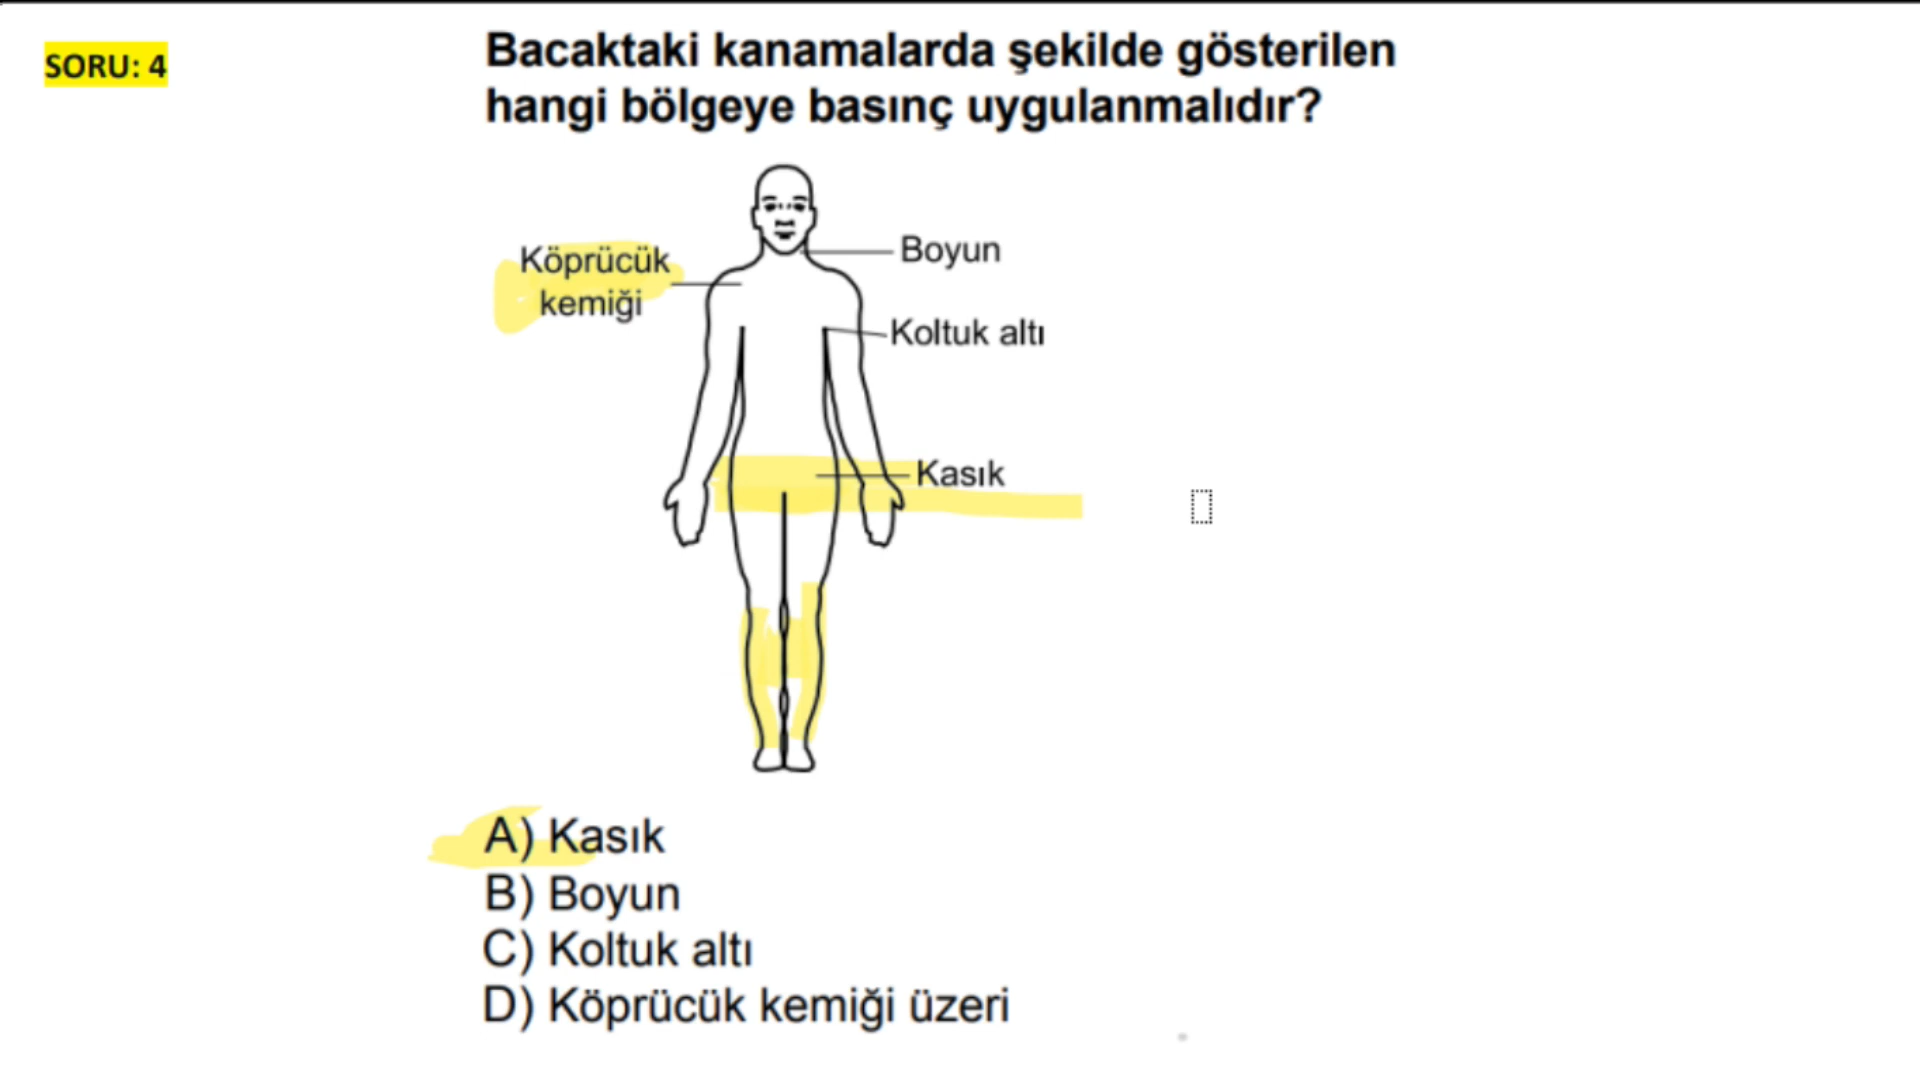 SORU: 4
Bacaktaki kanamalarda şekilde gösterilen
hangi bölgeye basınç uygulanmalıdır?
Köprücük
kemiği
Boyun
Koltuk altı
Kasık
A) Kasık
B) Boyun
C) Koltuk altı
D) Köprücük kemiği üzeri